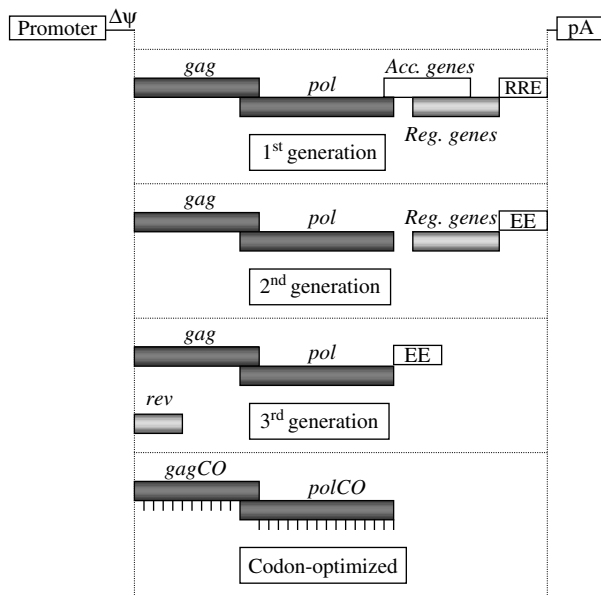 Promoter
Δψ
pA
gag
pol
Acc. genes
RRE
Reg. genes
1st generation
gag
pol
Reg. genes
EE
2nd generation
gag
pol
EE
rev
3rd generation
gagCO
polCO
Codon-optimized